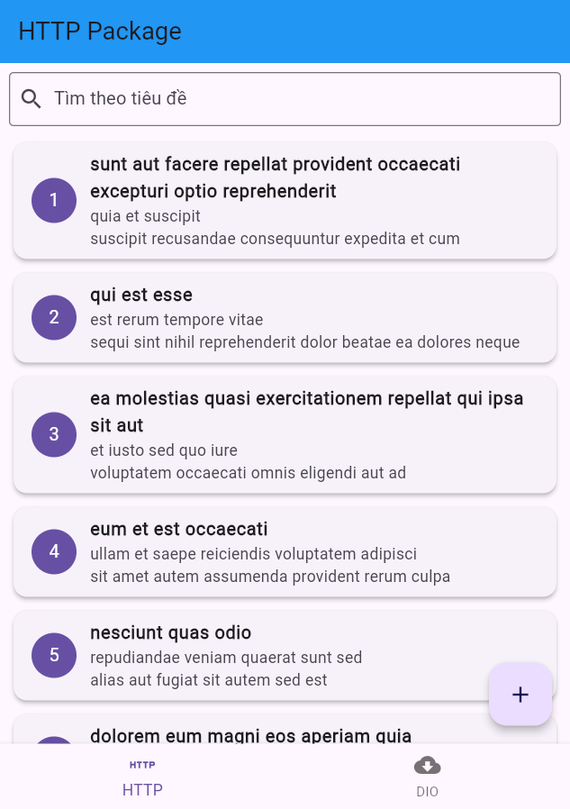 HTTP Package
Tìm theo tiêu đề
1
sunt aut facere repellat provident occaecati
excepturi optio reprehenderit
quia et suscipit
suscipit recusandae consequuntur expedita et cum
2
qui est esse
est rerum tempore vitae
sequi sint nihil reprehenderit dolor beatae ea dolores neque
3
ea molestias quasi exercitationem repellat qui ipsa
sit aut
et iusto sed quo iure
voluptatem occaecati omnis eligendi aut ad
4
eum et est occaecati
ullam et saepe reiciendis voluptatem adipisci
sit amet autem assumenda provident rerum culpa
5
nesciunt quas odio
repudiandae veniam quaerat sunt sed
alias aut fugiat sit autem sed est
+
dolorem eum magni eos aperiam quia
HTTP
HTTP
DIO